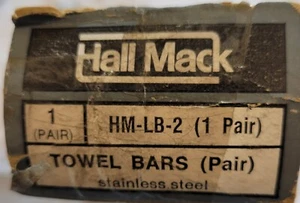 Hall Mack
1
(PAIR)
HM-LB-2 (1 Pair)
TOWEL BARS (Pair)
stainless steel